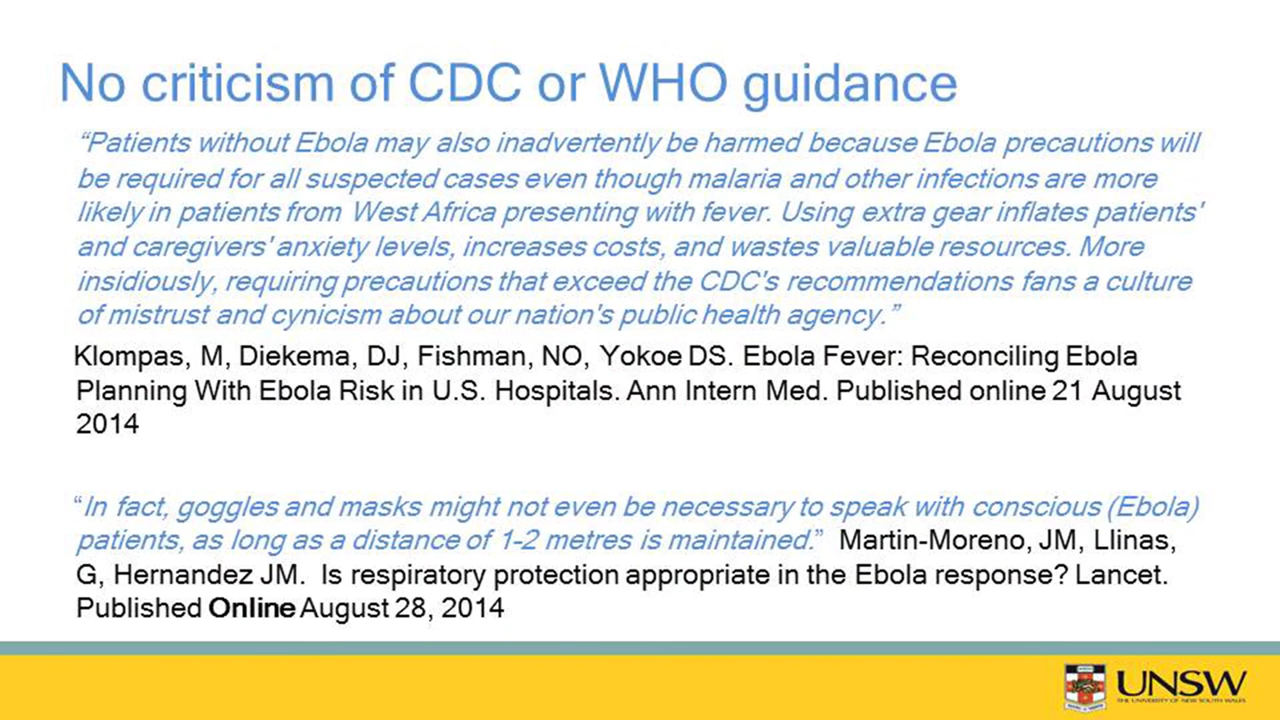 No criticism of CDC or WHO guidance
“Patients without Ebola may also inadvertently be harmed because Ebola precautions will
be required for all suspected cases even though malaria and other infections are more
likely in patients from West Africa presenting with fever. Using extra gear inflates patients'
and caregivers' anxiety levels, increases costs, and wastes valuable resources. More
insidiously, requiring precautions that exceed the CDC's recommendations fans a culture
of mistrust and cynicism about our nation's public health agency.”
Klompas, M, Diekema, DJ, Fishman, NO, Yokoe DS. Ebola Fever: Reconciling Ebola
Planning With Ebola Risk in U.S. Hospitals. Ann Intern Med. Published online 21 August
2014
“In fact, goggles and masks might not even be necessary to speak with conscious (Ebola)
patients, as long as a distance of 1-2 metres is maintained.” Martin-Moreno, JM, Llinas,
G, Hernandez JM. Is respiratory protection appropriate in the Ebola response? Lancet.
Published Online August 28, 2014
UNSW
THE UNIVERSITY OF NEW SOUTH WALES